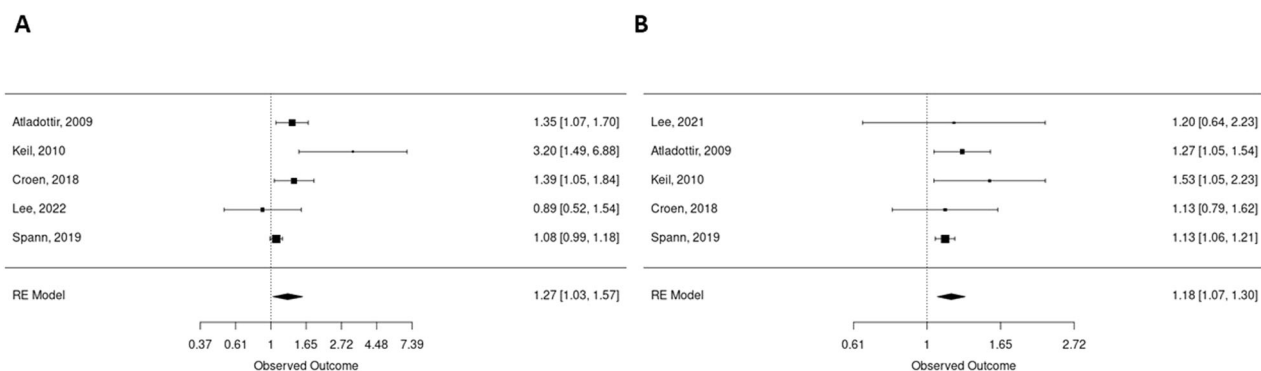 A
Atladottir, 2009 1.35 [1.07, 1.70]
Keil, 2010 3.20 [1.49, 6.88]
Croen, 2018 1.39 [1.05, 1.84]
Lee, 2022 0.89 [0.52, 1.54]
Spann, 2019 1.08 [0.99, 1.18]
RE Model 1.27 [1.03, 1.57]
0.37 0.61 1 1.65 2.72 4.48 7.39
Observed Outcome
B
Lee, 2021 1.20 [0.64, 2.23]
Atladottir, 2009 1.27 [1.05, 1.54]
Keil, 2010 1.53 [1.05, 2.23]
Croen, 2018 1.13 [0.79, 1.62]
Spann, 2019 1.13 [1.06, 1.21]
RE Model 1.18 [1.07, 1.30]
0.61 1 1.65 2.72
Observed Outcome